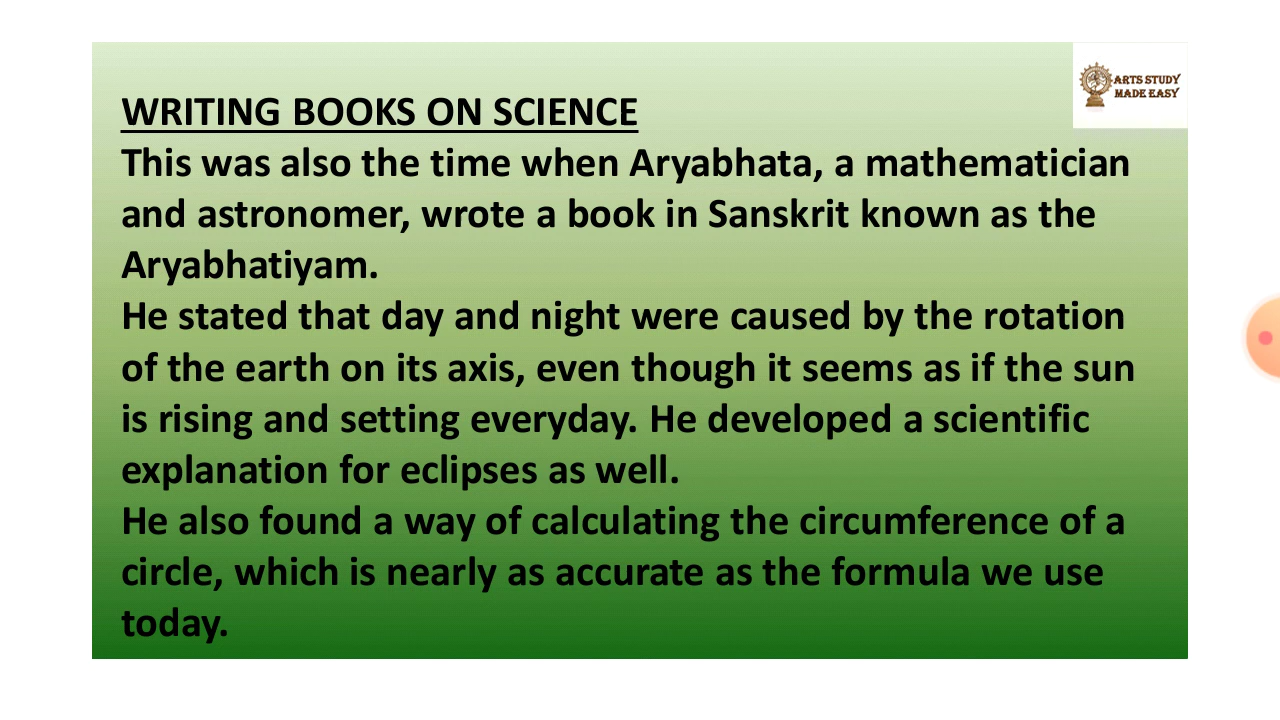 ARTS STUDY
MADE EASY
WRITING BOOKS ON SCIENCE
This was also the time when Aryabhata, a mathematician
and astronomer, wrote a book in Sanskrit known as the
Aryabhatiyam.
He stated that day and night were caused by the rotation
of the earth on its axis, even though it seems as if the sun
is rising and setting everyday. He developed a scientific
explanation for eclipses as well.
He also found a way of calculating the circumference of a
circle, which is nearly as accurate as the formula we use
today.